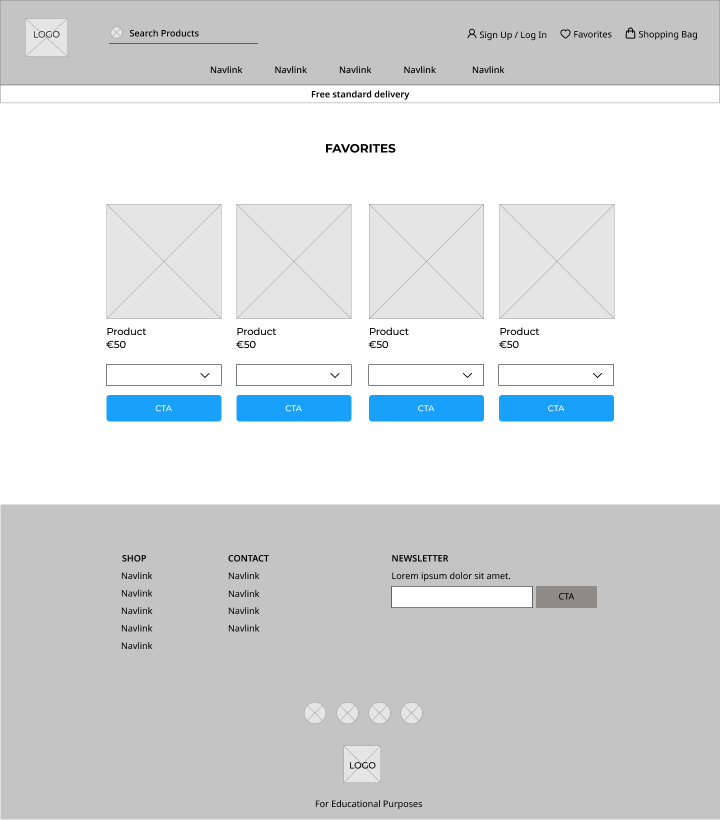 LOGO
Search Products
Sign Up / Log In
Favorites
Shopping Bag
Navlink
Navlink
Navlink
Navlink
Navlink
Free standard delivery
FAVORITES
Product
€50
CTA
Product
€50
CTA
Product
€50
CTA
Product
€50
CTA
SHOP
Navlink
Navlink
Navlink
Navlink
Navlink
CONTACT
Navlink
Navlink
Navlink
Navlink
NEWSLETTER
Lorem ipsum dolor sit amet.
CTA
LOGO
For Educational Purposes